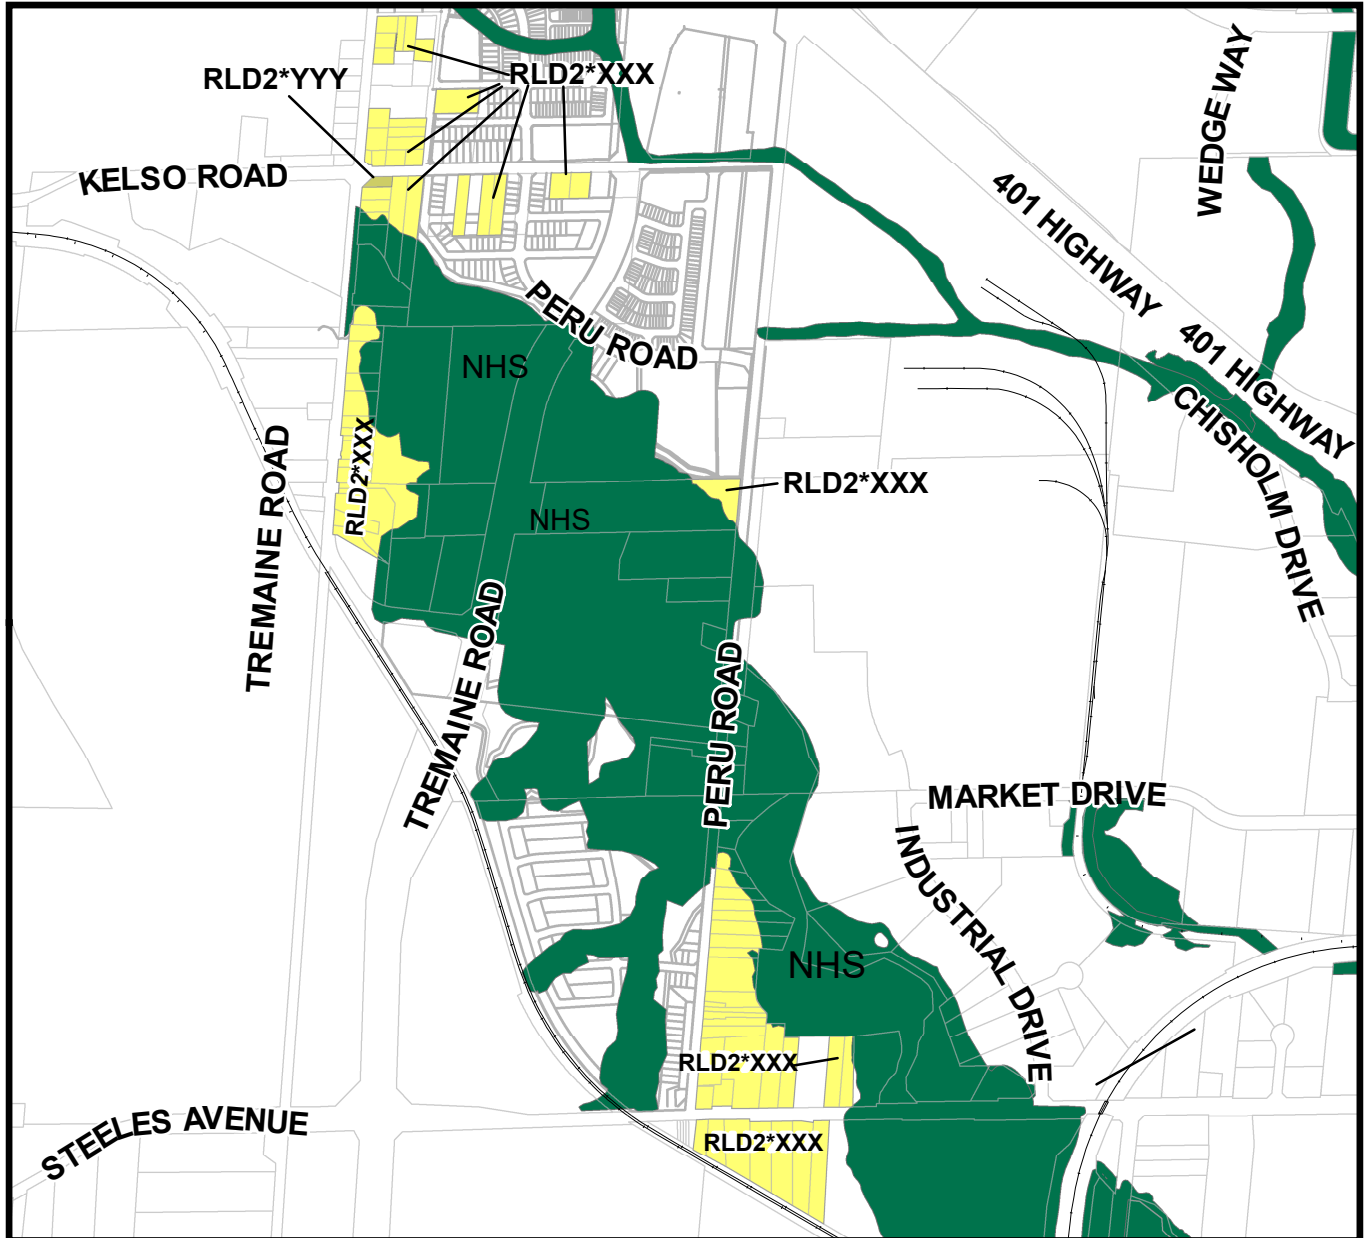 RLD2*YYY
RLD2*XXX
WEDGE WAY
KELSO ROAD
401 HIGHWAY
PERU ROAD
401 HIGHWAY
NHS
CHISHOLM DRIVE
RLD2*XXX
TREMAINE ROAD
RLD2*XXX
NHS
TREMAINE ROAD
PERU ROAD
MARKET DRIVE
INDUSTRIAL DRIVE
NHS
RLD2*XXX
STEELES AVENUE
RLD2*XXX